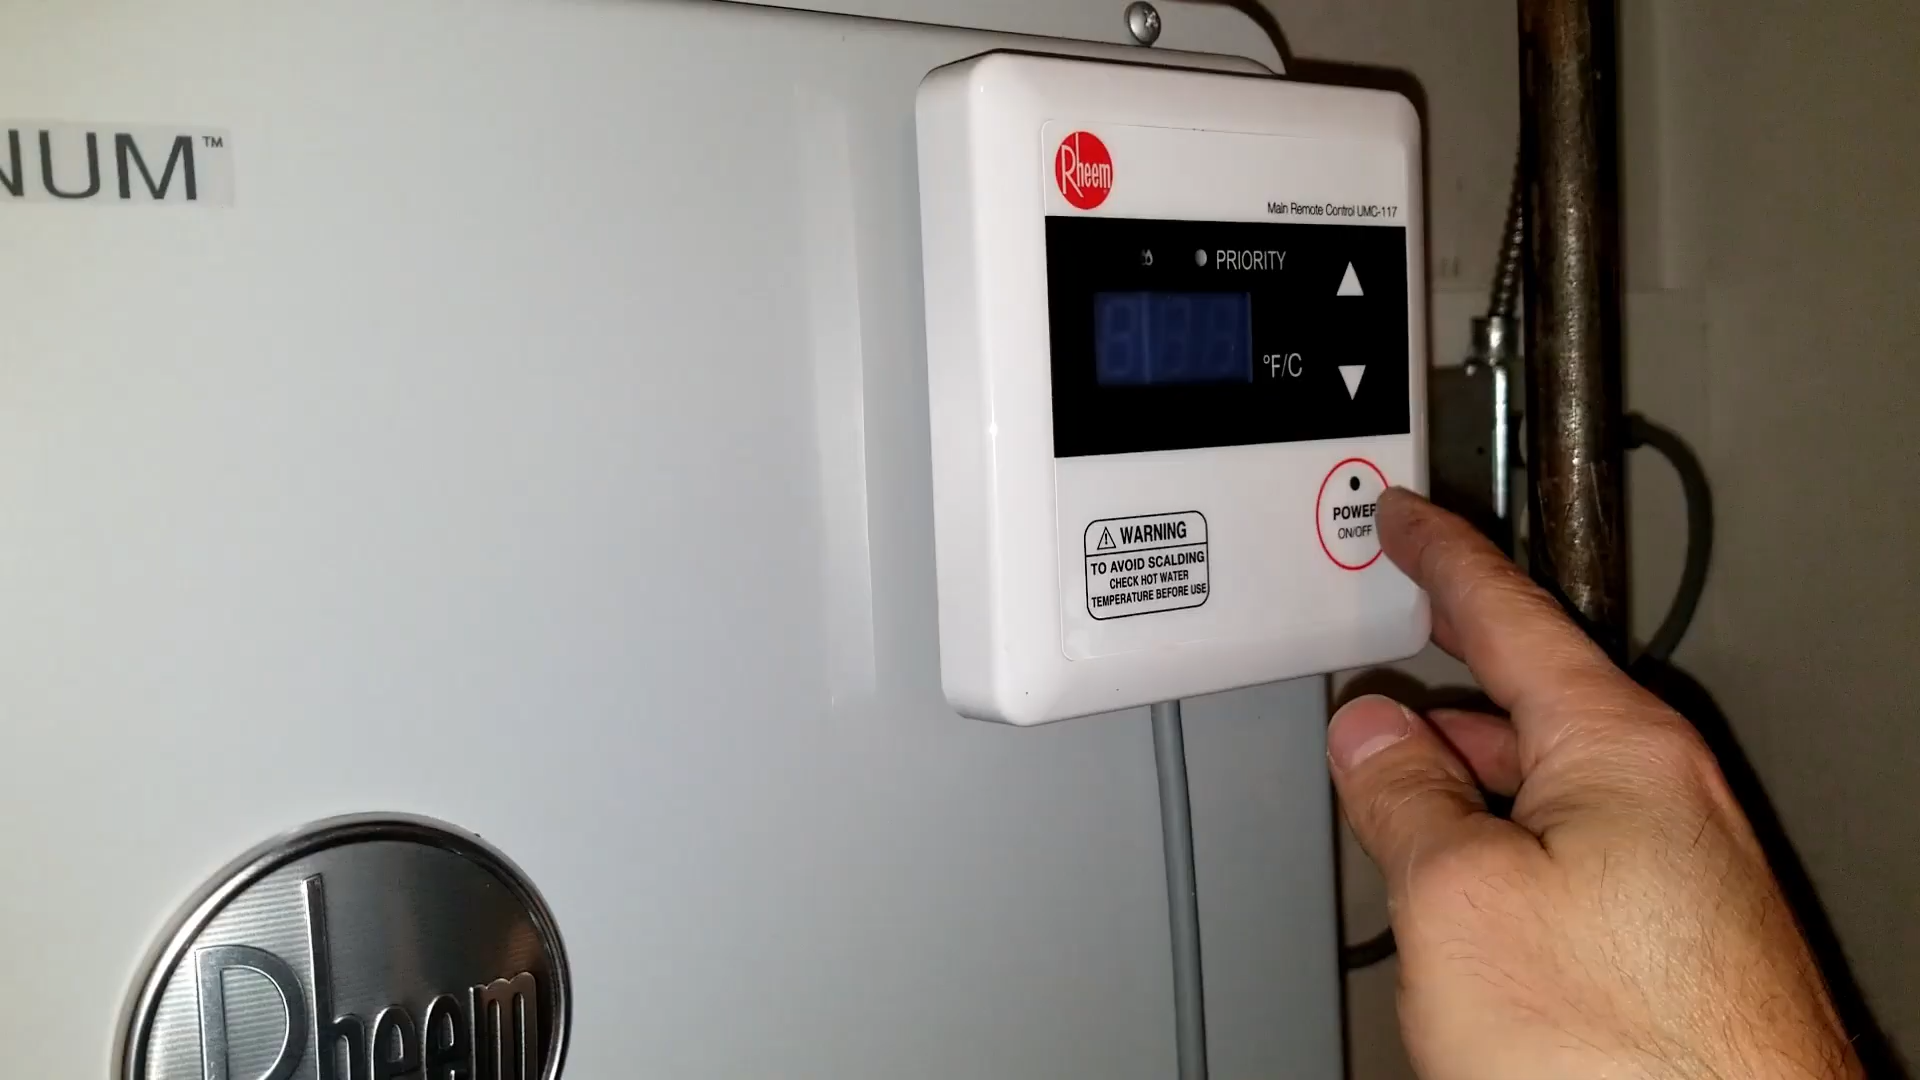 NUM™
Rheem
Main Remote Control UMC-117
PRIORITY
°F/C
POWER
ON/OFF
WARNING
TO AVOID SCALDING
CHECK HOT WATER
TEMPERATURE BEFORE USE
Rheem